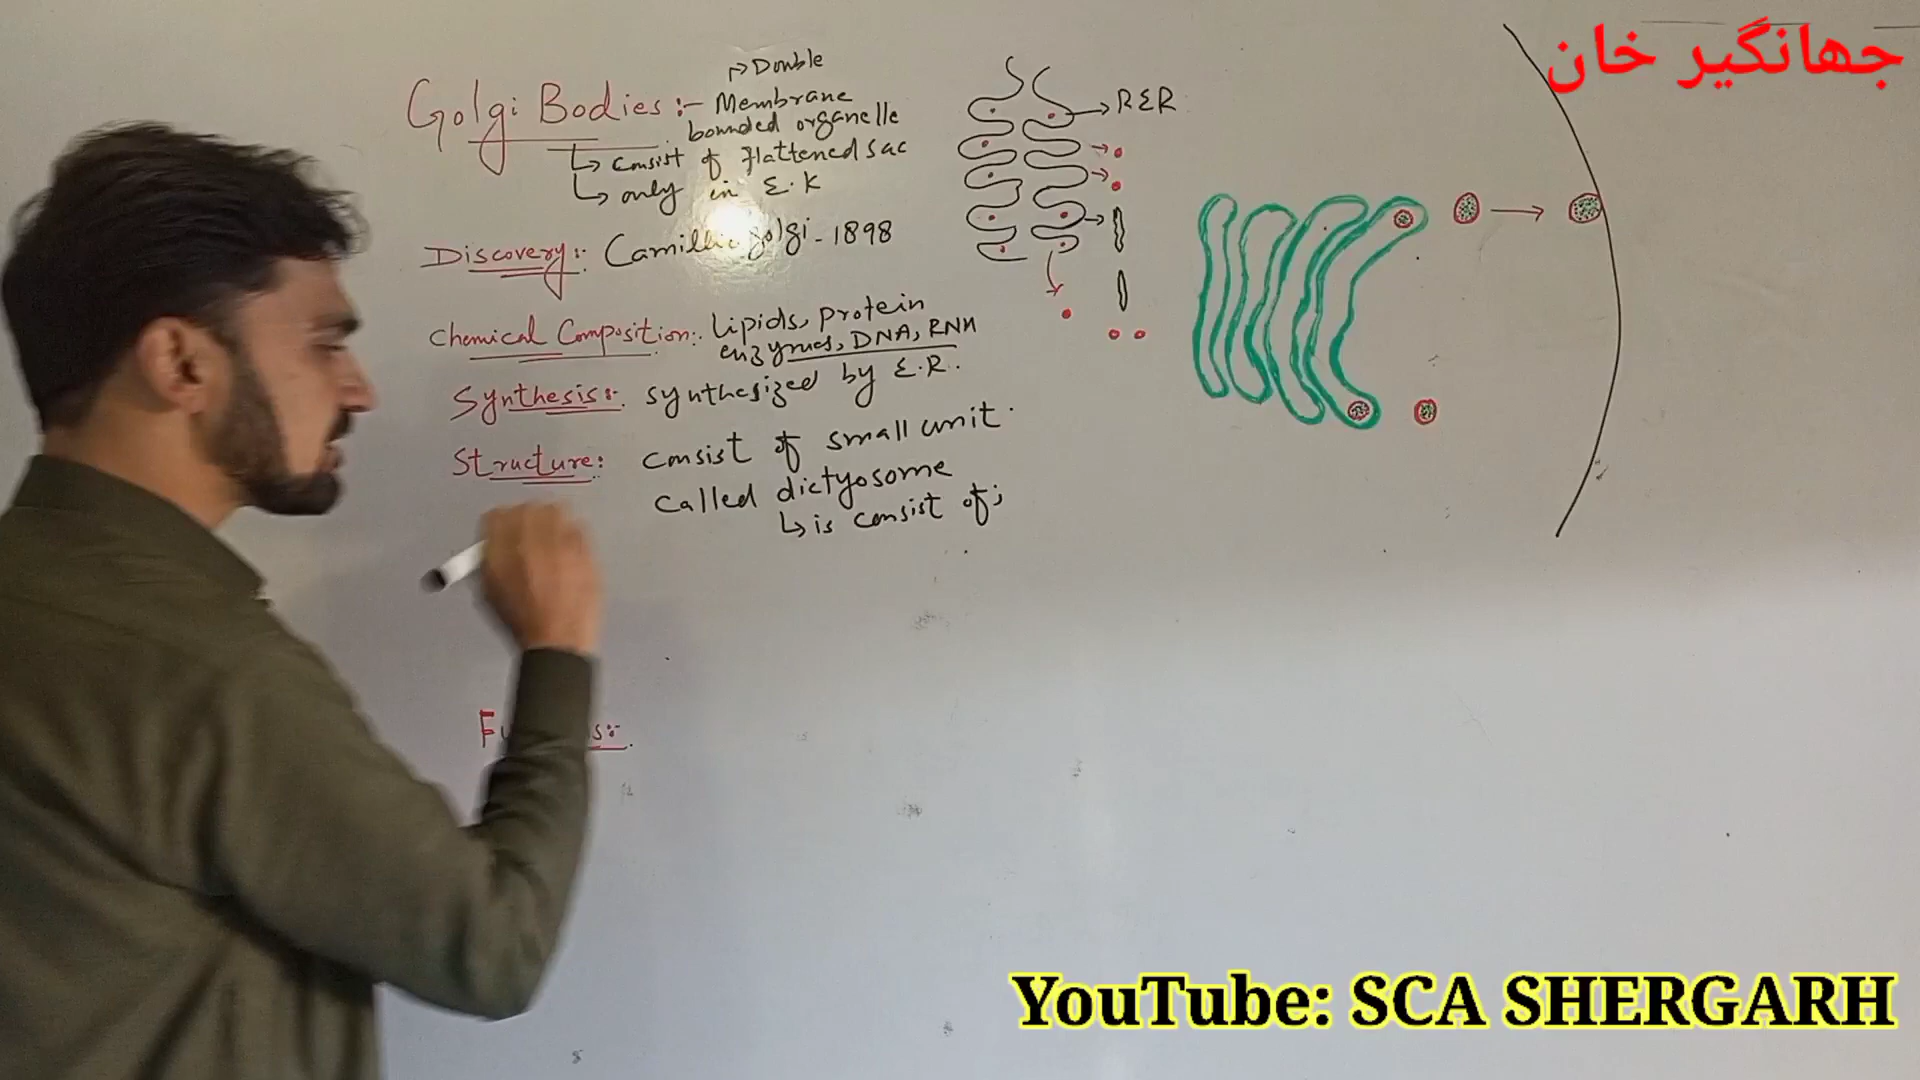 Double
Golgi Bodies:- Membrane
bounded organelle
↳ consist of flattened sac
↳ only in E.K
Discovery:- Golgi - 1898
Chemical Composition:- Lipids, protein
enzymes, DNA, RNA
Synthesis:- synthesized by E.R.
Structure: consist of small unit
called dictyosome
↳ is consist of;
RER
جهانگیر خان
YouTube: SCA SHERGARH